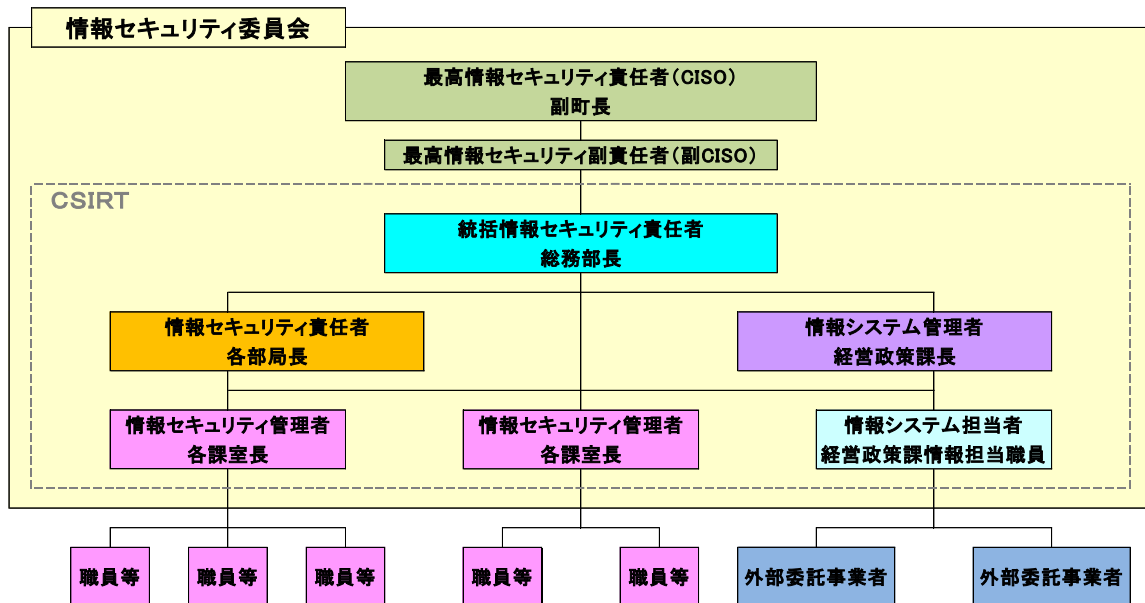 情報セキュリティ委員会
最高情報セキュリティ責任者(CISO)
副町長
最高情報セキュリティ副責任者(副CISO)
CSIRT
統括情報セキュリティ責任者
総務部長
情報セキュリティ責任者
各部局長
情報システム管理者
経営政策課長
情報セキュリティ管理者
各課室長
情報セキュリティ管理者
各課室長
情報システム担当者
経営政策課情報担当職員
職員等
職員等
職員等
職員等
職員等
外部委託事業者
外部委託事業者